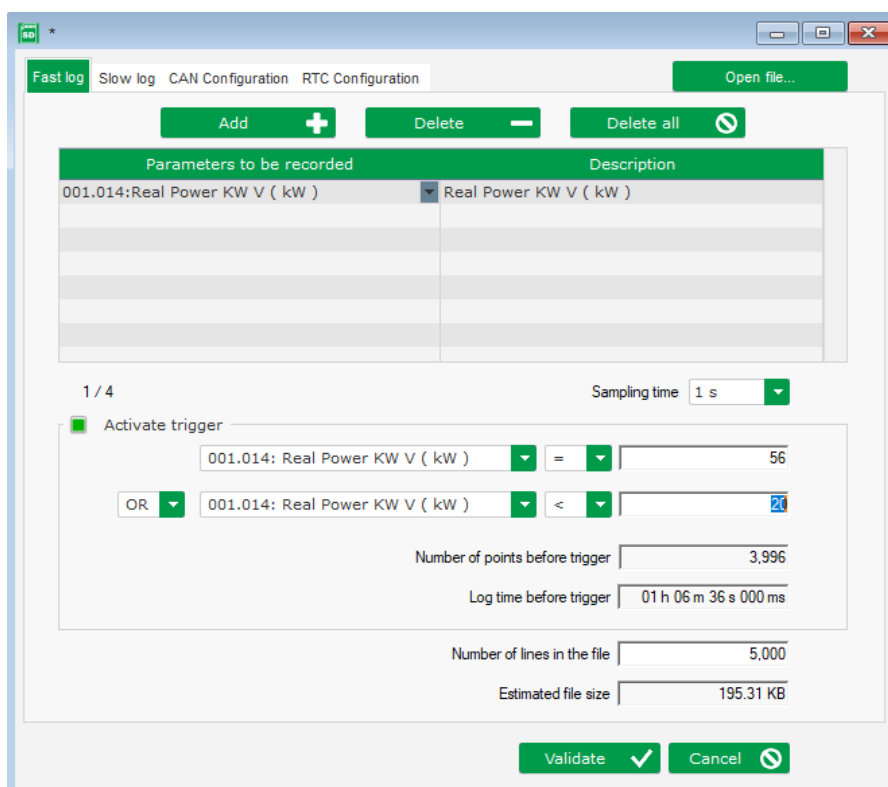 SD *
Fast log Slow log CAN Configuration RTC Configuration Open file...
Add Delete Delete all
Parameters to be recorded Description
001.014:Real Power KW V ( kW ) Real Power KW V ( kW )
1 / 4 Sampling time 1 s
Activate trigger
001.014: Real Power KW V ( kW ) = 56
OR 001.014: Real Power KW V ( kW ) < 20
Number of points before trigger 3,996
Log time before trigger 01 h 06 m 36 s 000 ms
Number of lines in the file 5,000
Estimated file size 195.31 KB
Validate Cancel